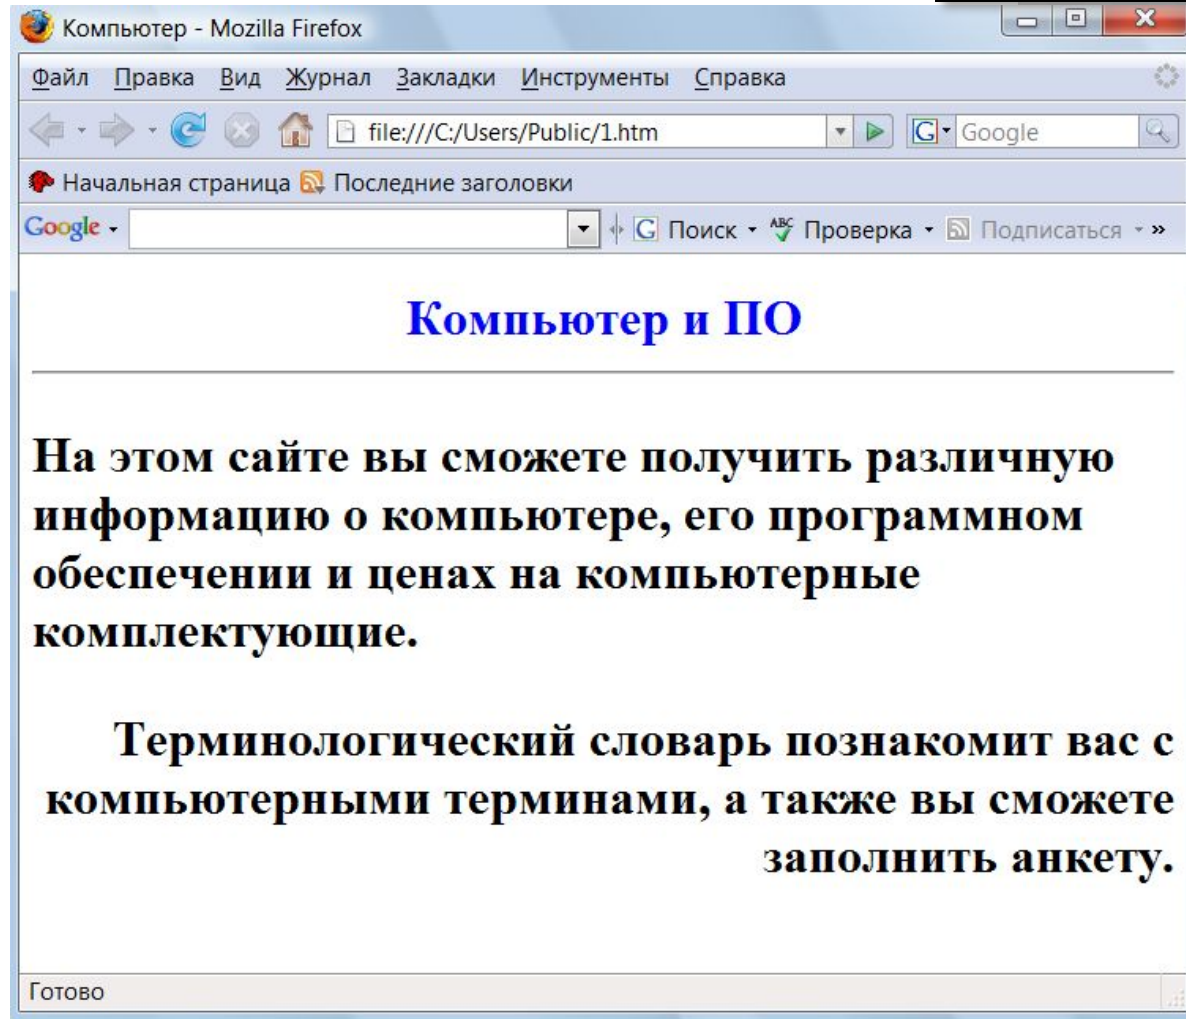 Компьютер - Mozilla Firefox
Файл Правка Вид Журнал Закладки Инструменты Справка
file:///C:/Users/Public/1.htm G Google
Начальная страница Последние заголовки
Google G Поиск ABC Проверка Подписаться »
Компьютер и ПО
На этом сайте вы сможете получить различную
информацию о компьютере, его программном
обеспечении и ценах на компьютерные
комплектующие.
Терминологический словарь познакомит вас с
компьютерными терминами, а также вы сможете
заполнить анкету.
Готово